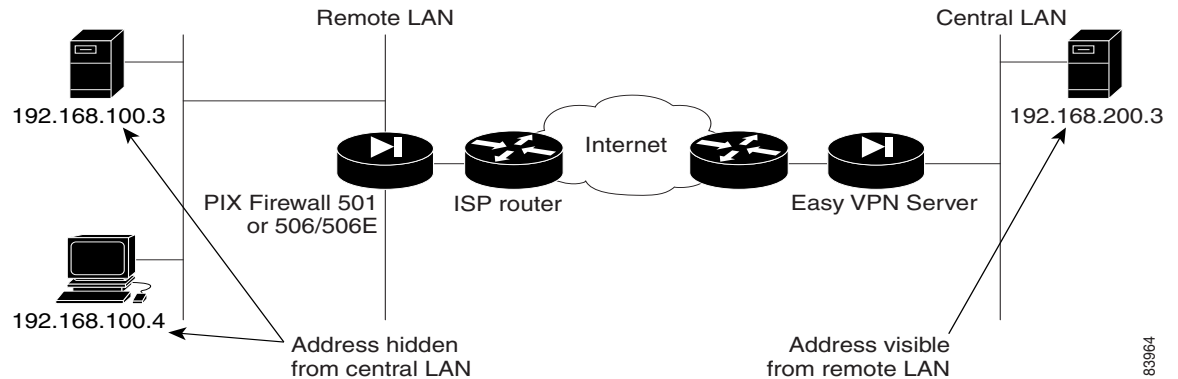 Remote LAN
Central LAN
192.168.100.3
192.168.200.3
Internet
PIX Firewall 501
or 506/506E
ISP router
Easy VPN Server
192.168.100.4
Address hidden
from central LAN
Address visible
from remote LAN
83964